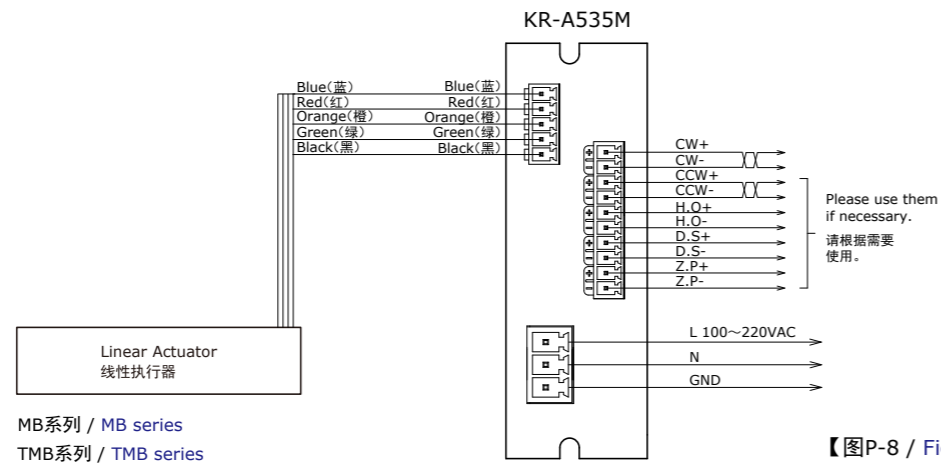 KR-A535M
Blue(蓝) Blue(蓝)
Red(红) Red(红)
Orange(橙) Orange(橙)
Green(绿) Green(绿)
Black(黑) Black(黑)
+ CW+
- CW-
+ CCW+
- CCW-
+ H.O+
- H.O-
+ D.S+
- D.S-
+ Z.P+
- Z.P-
Please use them
if necessary.
请根据需要
使用。
L 100~220VAC
N
GND
Linear Actuator
线性执行器
MB系列 / MB series
TMB系列 / TMB series
【图P-8 /